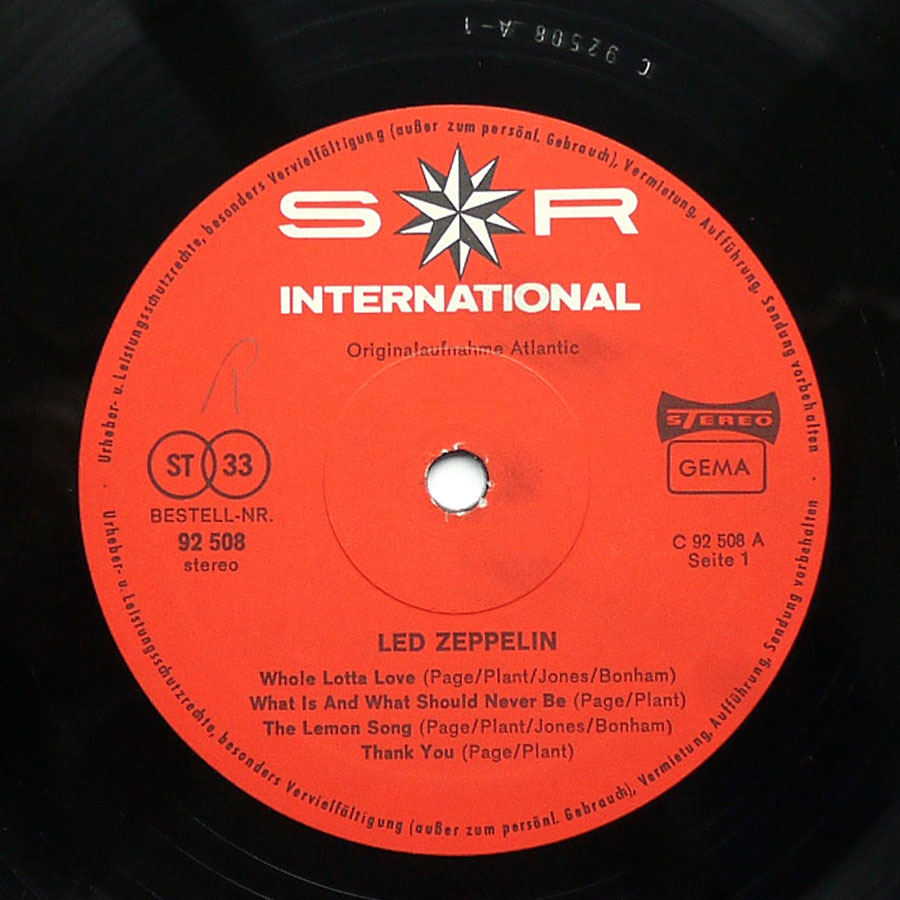 C 92508 A-1
Urheber- u. Leistungsschutzrechte, besonders Vervielfältigung (außer zum persönl. Gebrauch), Vermietung, Aufführung, Sendung vorbehalten
S R
INTERNATIONAL
Originalaufnahme Atlantic
R
STEREO
ST 33
GEMA
BESTELL-NR.
92 508
stereo
C 92 508 A
Seite 1
LED ZEPPELIN
Whole Lotta Love (Page/Plant/Jones/Bonham)
What Is And What Should Never Be (Page/Plant)
The Lemon Song (Page/Plant/Jones/Bonham)
Thank You (Page/Plant)
Urheber- u. Leistungsschutzrechte, besonders Vervielfältigung (außer zum persönl. Gebrauch), Vermietung, Aufführung, Sendung vorbehalten